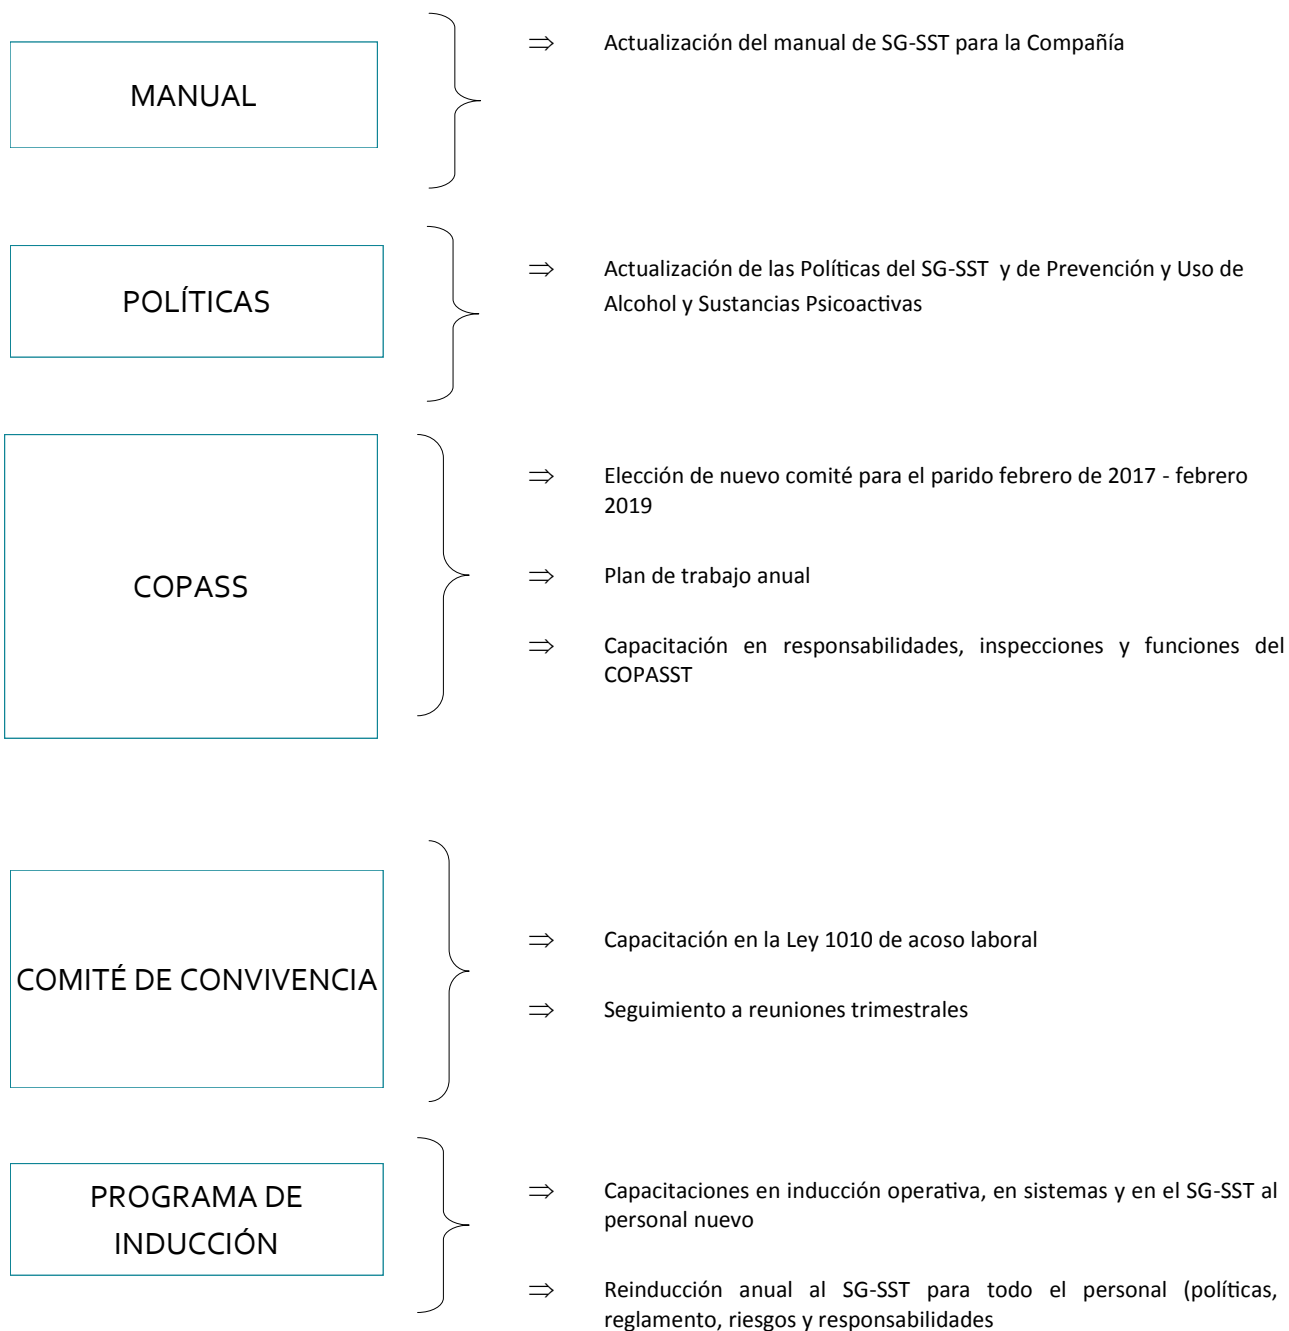 MANUAL
⇒ Actualización del manual de SG-SST para la Compañía
POLÍTICAS
⇒ Actualización de las Políticas del SG-SST y de Prevención y Uso de
Alcohol y Sustancias Psicoactivas
COPASS
⇒ Elección de nuevo comité para el parido febrero de 2017 - febrero
2019
⇒ Plan de trabajo anual
⇒ Capacitación en responsabilidades, inspecciones y funciones del
COPASST
COMITÉ DE CONVIVENCIA
⇒ Capacitación en la Ley 1010 de acoso laboral
⇒ Seguimiento a reuniones trimestrales
PROGRAMA DE
INDUCCIÓN
⇒ Capacitaciones en inducción operativa, en sistemas y en el SG-SST al
personal nuevo
⇒ Reinducción anual al SG-SST para todo el personal (políticas,
reglamento, riesgos y responsabilidades